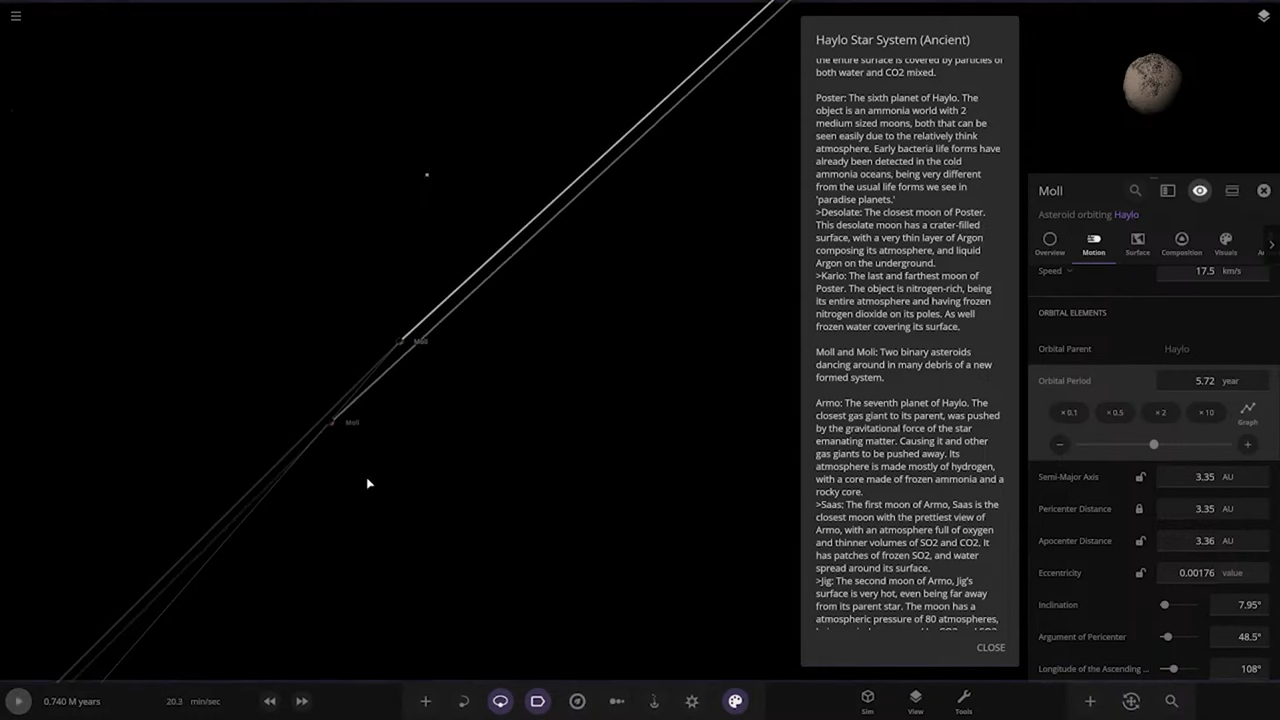 Haylo Star System (Ancient)
the entire surface is covered by particles of
both water and CO2 mixed.
Poster: The sixth planet of Haylo. The
object is an ammonia world with 2
medium sized moons, both that can be
seen easily due to the relatively think
atmosphere. Early bacteria life forms have
already been detected in the cold
ammonia oceans, being very different
from the usual life forms we see in
'paradise planets.'
>Desolate: The closest moon of Poster.
This desolate moon has a crater-filled
surface, with a very thin layer of Argon
composing its atmosphere, and liquid
Argon on the underground.
>Kario: The last and farthest moon of
Poster. The object is nitrogen-rich, being
its entire atmosphere and having frozen
nitrogen dioxide on its poles. As well
frozen water covering its surface.
Moll and Moli: Two binary asteroids
dancing around in many debris of a new
formed system.
Armo: The seventh planet of Haylo. The
closest gas giant to its parent, was pushed
by the gravitational force of the star
emanating matter. Causing it and other
gas giants to be pushed away. Its
atmosphere is made mostly of hydrogen,
with a core made of frozen ammonia and a
rocky core.
>Saas: The first moon of Armo, Saas is the
closest moon with the prettiest view of
Armo, with an atmosphere full of oxygen
and thinner volumes of SO2 and CO2. It
has patches of frozen SO2, and water
spread around its surface.
>Jig: The second moon of Armo, Jig's
surface is very hot, even being far away
from its parent star. The moon has a
atmospheric pressure of 80 atmospheres,
CLOSE
Moll
Moli
Moll
Asteroid orbiting Haylo
Overview
Motion
Surface
Composition
Visuals
Speed
17.5 km/s
ORBITAL ELEMENTS
Orbital Parent
Haylo
Orbital Period
5.72 year
× 0.1
× 0.5
× 2
× 10
Graph
Semi-Major Axis
3.35 AU
Pericenter Distance
3.35 AU
Apocenter Distance
3.36 AU
Eccentricity
0.00176 value
Inclination
7.95°
Argument of Pericenter
48.5°
Longitude of the Ascending ...
108°
0.740 M years
20.3 min/sec
Sim
View
Tools